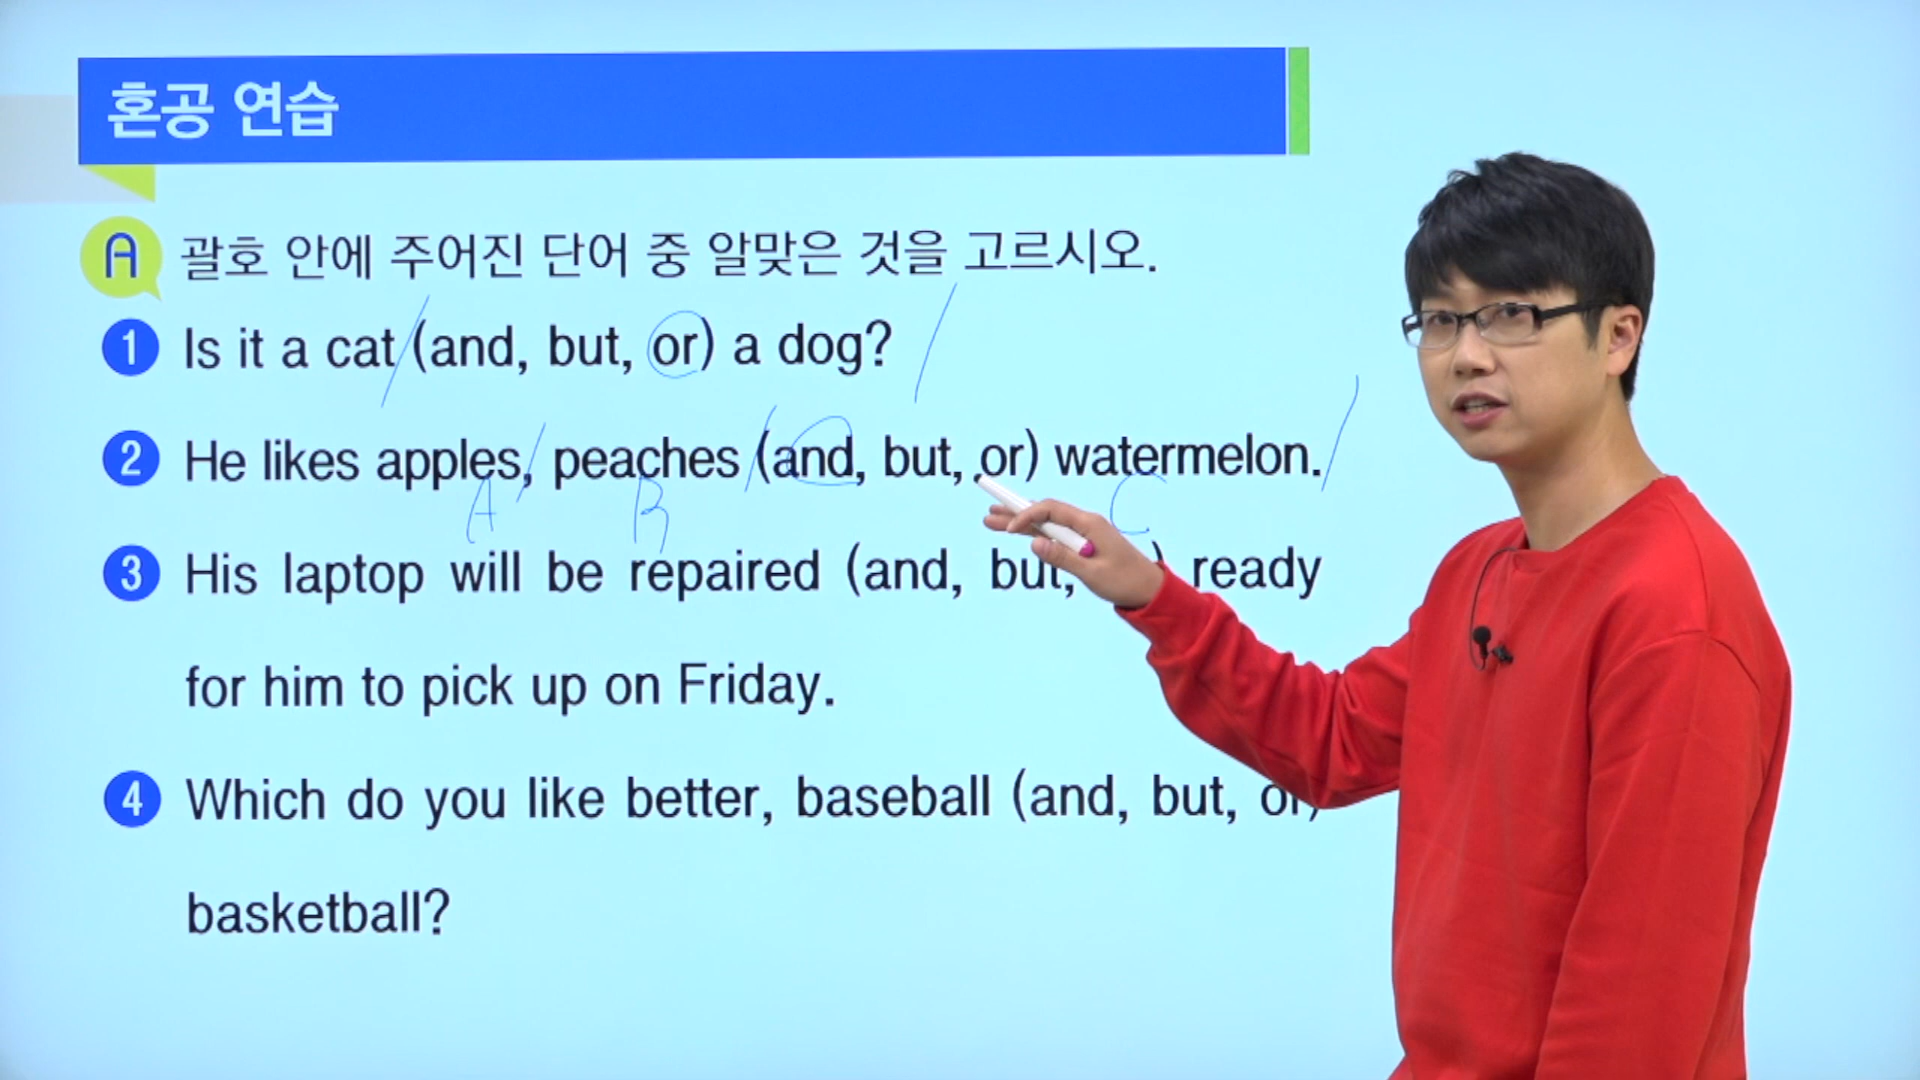 혼공 연습
A 괄호 안에 주어진 단어 중 알맞은 것을 고르시오.
1 Is it a cat (and, but, or) a dog?
2 He likes apples, peaches (and, but, or) watermelon.
A B C
3 His laptop will be repaired (and, but, ) ready
for him to pick up on Friday.
4 Which do you like better, baseball (and, but, or)
basketball?